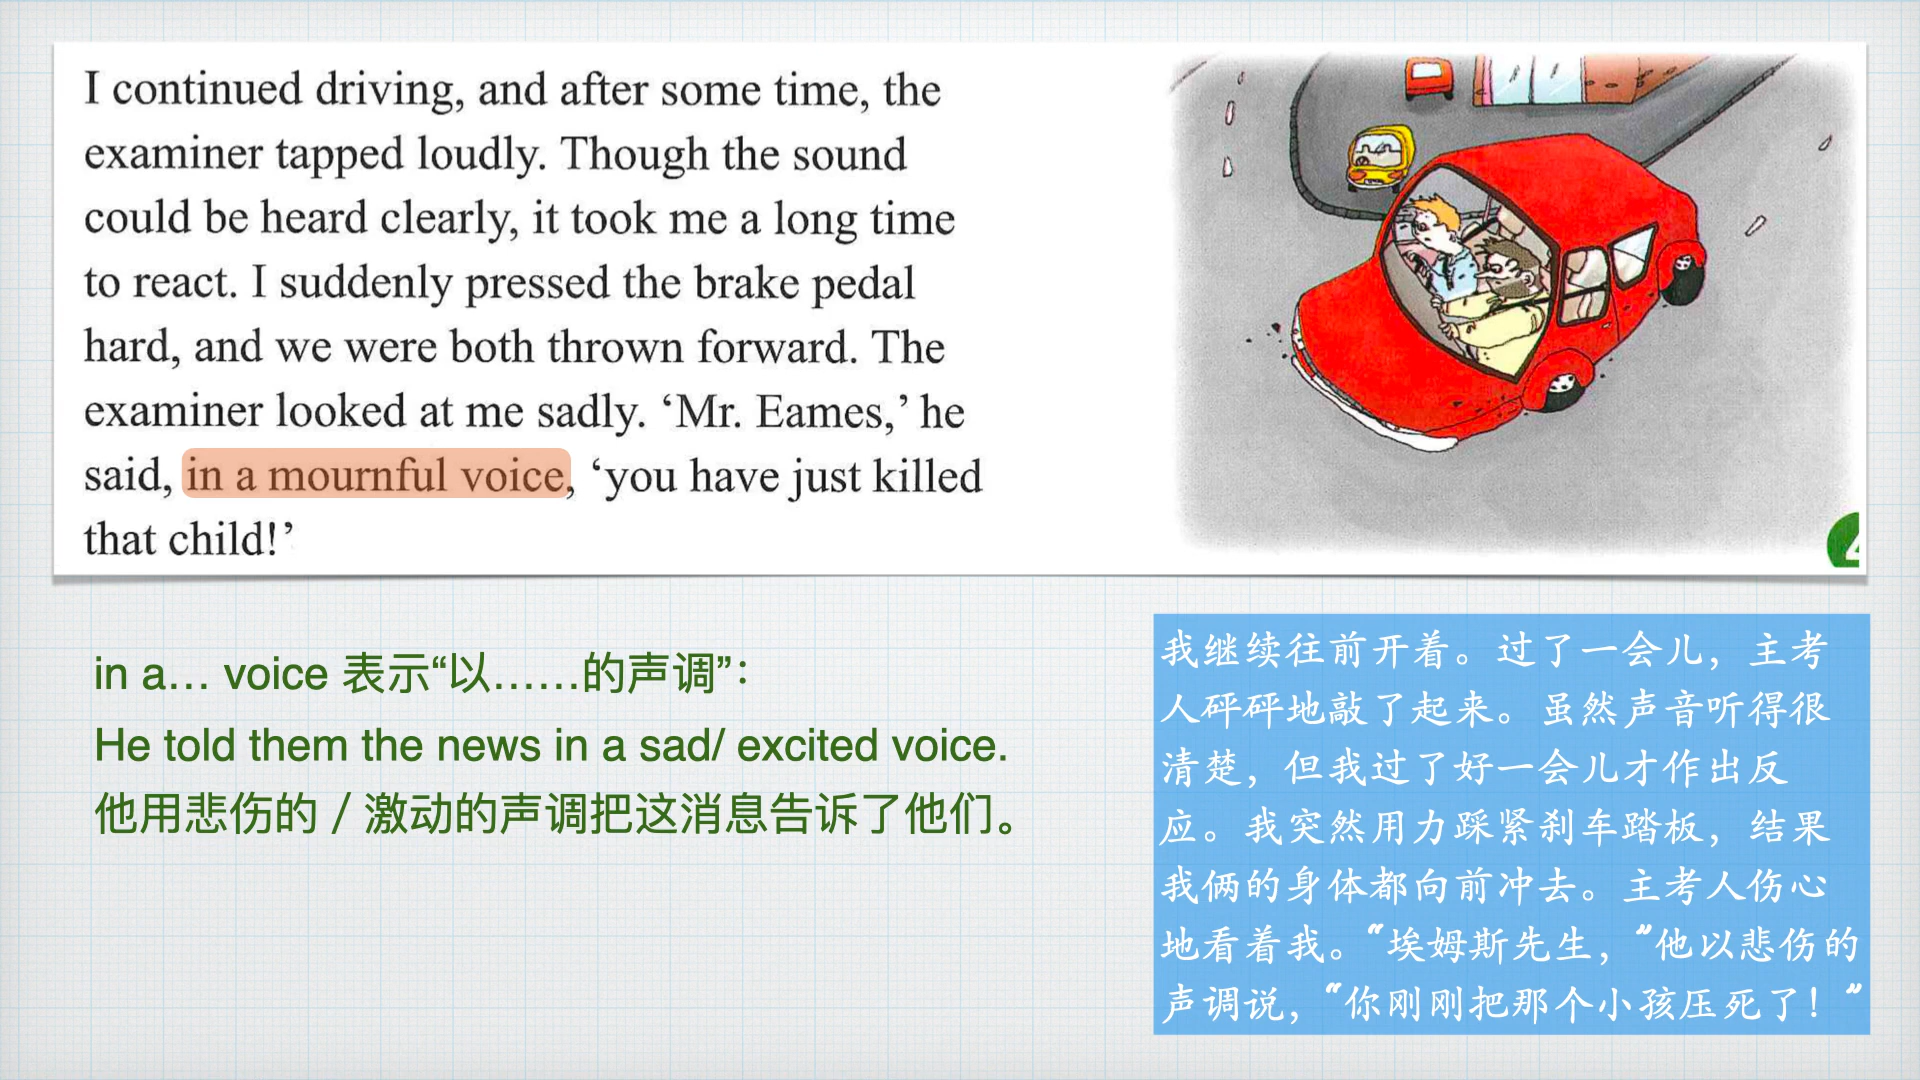 I continued driving, and after some time, the
examiner tapped loudly. Though the sound
could be heard clearly, it took me a long time
to react. I suddenly pressed the brake pedal
hard, and we were both thrown forward. The
examiner looked at me sadly. ‘Mr. Eames,’ he
said, in a mournful voice, ‘you have just killed
that child!’
4
in a… voice 表示“以……的声调”：
He told them the news in a sad/ excited voice.
他用悲伤的 / 激动的声调把这消息告诉了他们。
我继续往前开着。过了一会儿，主考
人砰砰地敲了起来。虽然声音听得很
清楚，但我过了好一会儿才作出反
应。我突然用力踩紧刹车踏板，结果
我俩的身体都向前冲去。主考人伤心
地看着我。“埃姆斯先生，”他以悲伤的
声调说，“你刚刚把那个小孩压死了！”